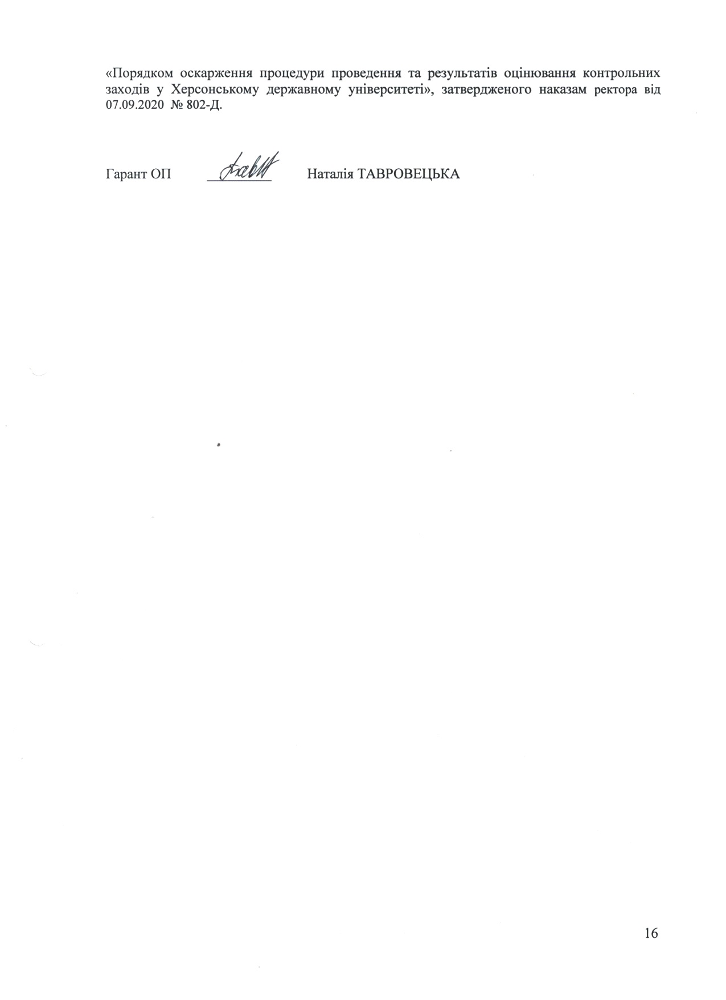 «Порядком оскарження процедури проведення та результатів оцінювання контрольних
заходів у Херсонському державному університеті», затвердженого наказам ректора від
07.09.2020 № 802-Д.
Гарант ОП Наталія ТАВРОВЕЦЬКА
16